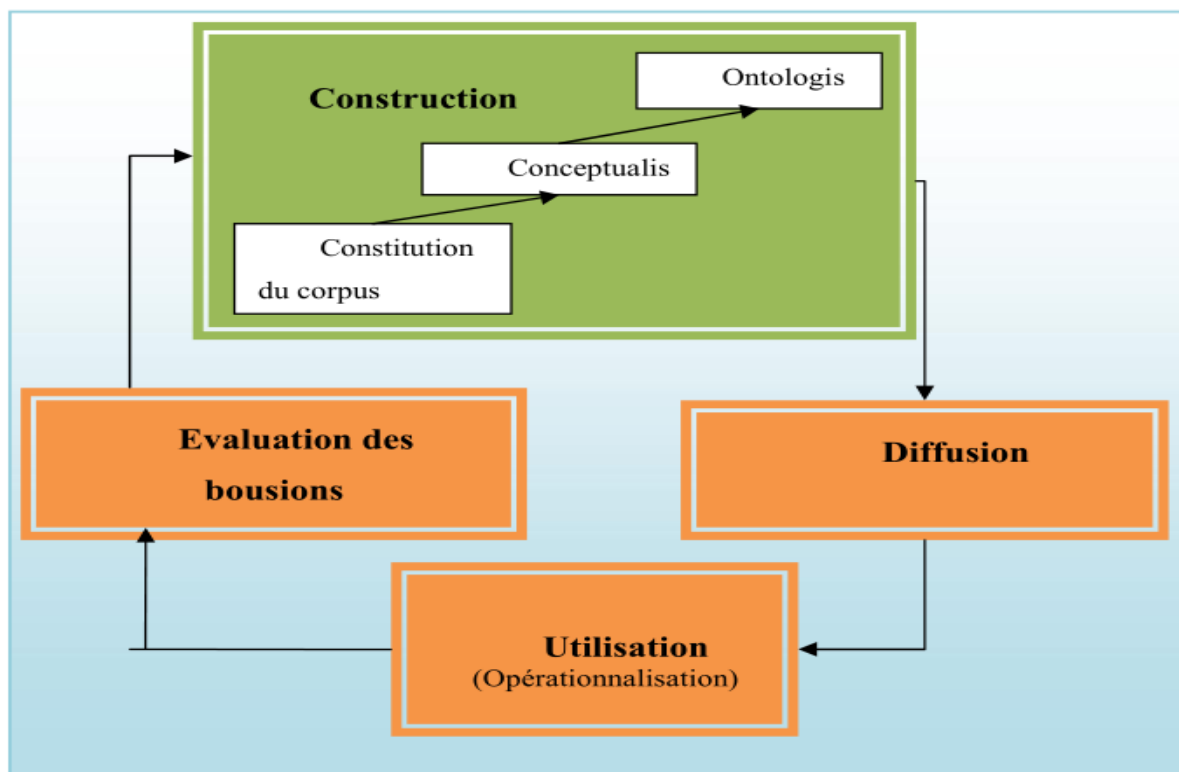 Construction
Ontologis
Conceptualis
Constitution
du corpus
Evaluation des
bousions
Diffusion
Utilisation
(Opérationnalisation)